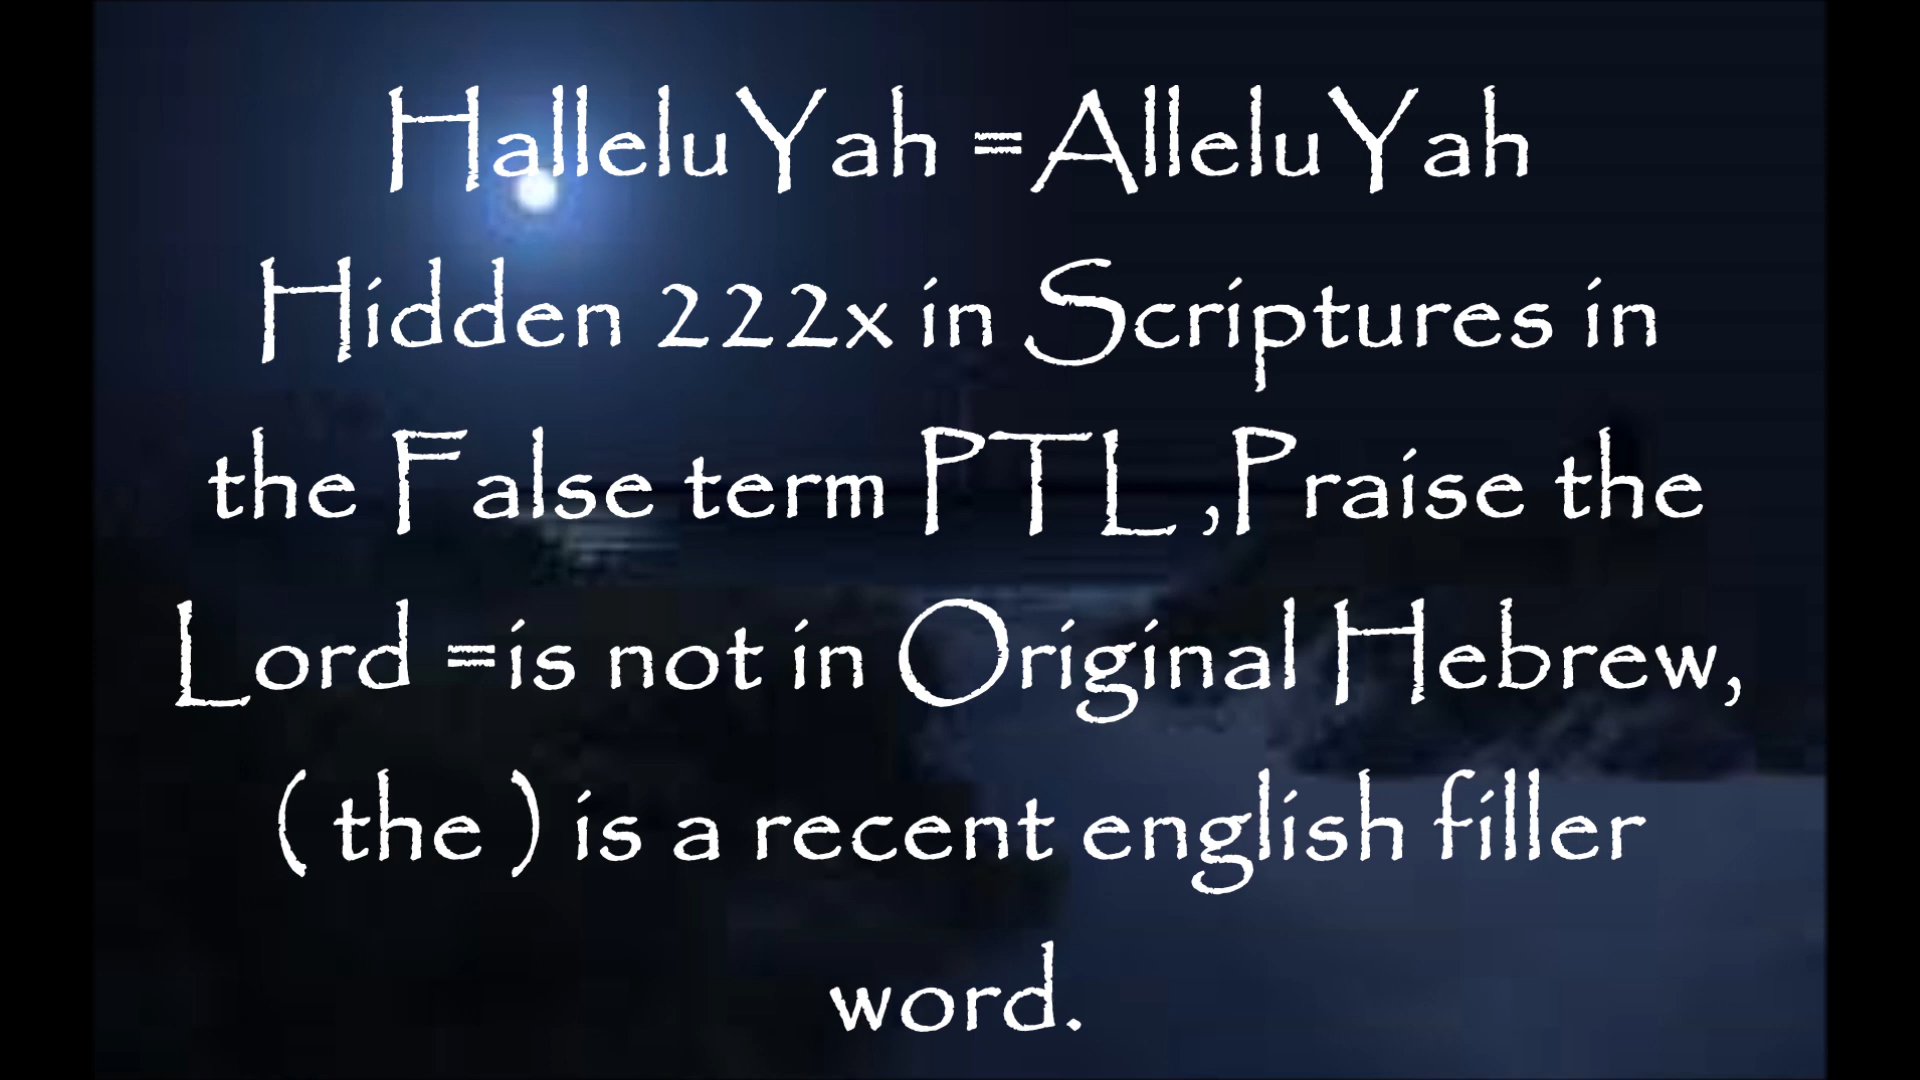 HalleluYah =AlleluYah
Hidden 222x in Scriptures in
the False term PTL ,Praise the
Lord =is not in Original Hebrew,
( the ) is a recent english filler
word.